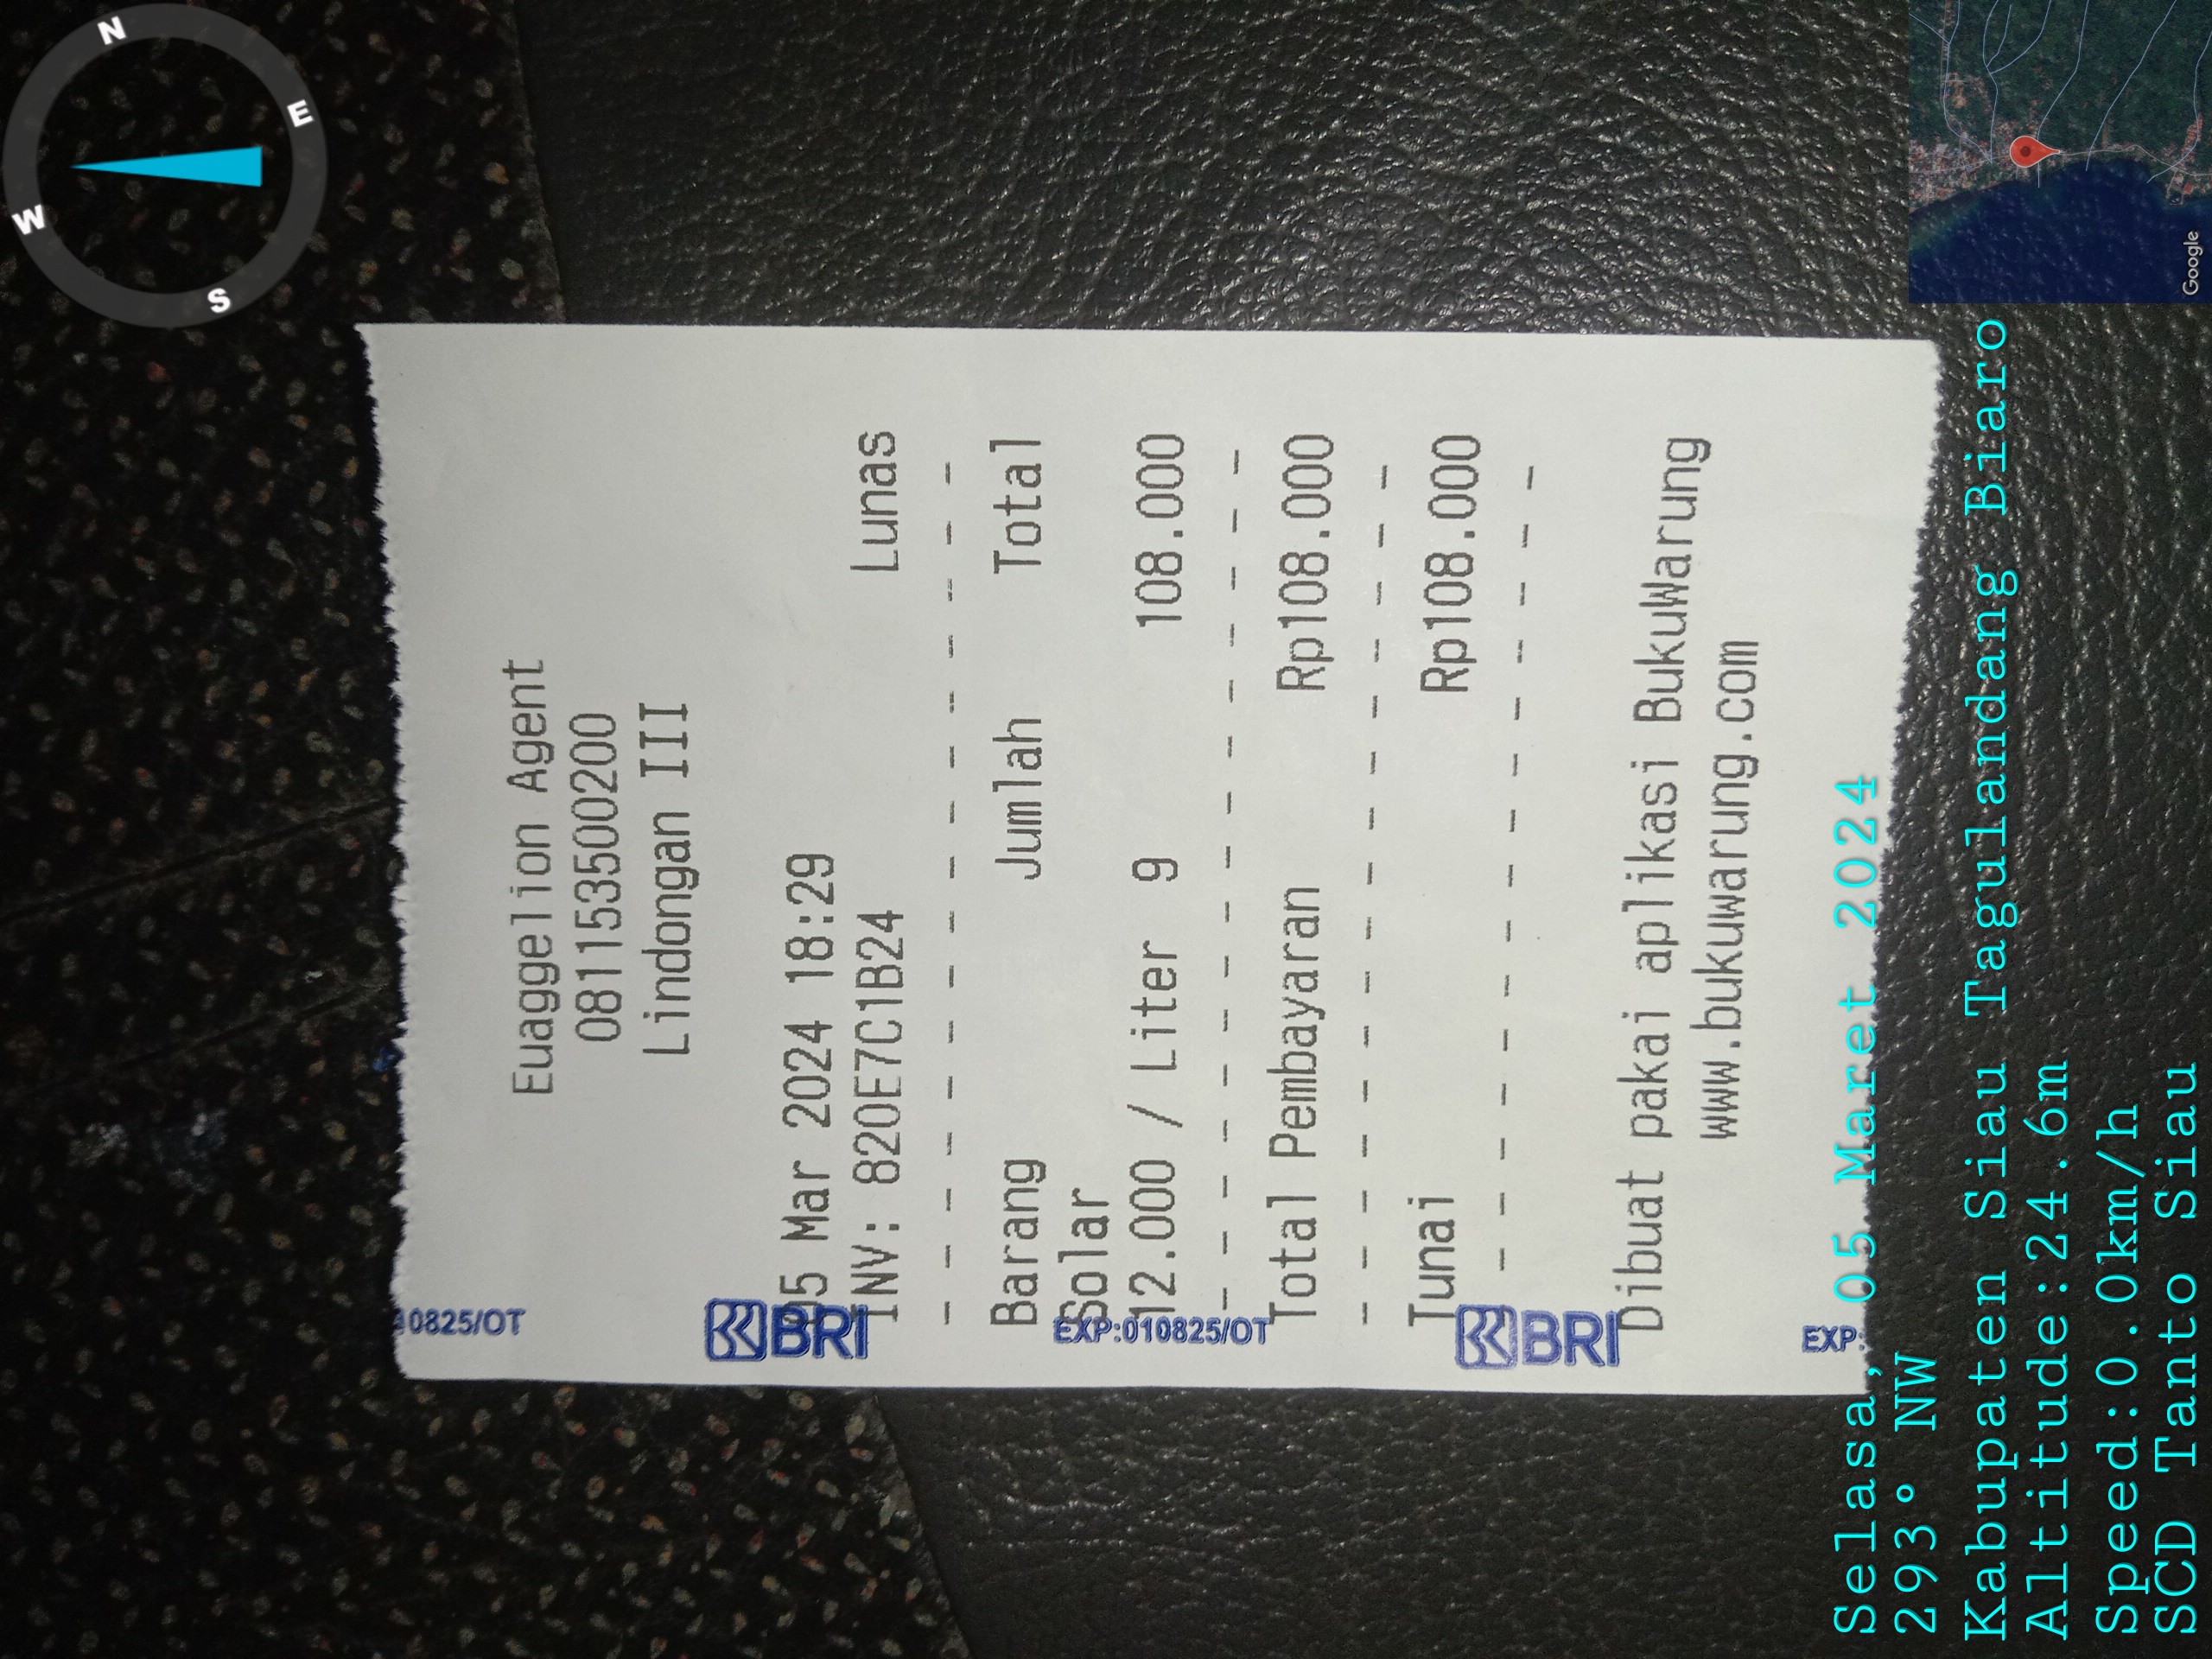 Euaggelion Agent
081153500200
Lindongan III
05 Mar 2024 18:29
INV: 820E7C1B24 Lunas
Barang Jumlah Total
Solar
12.000 / Liter 9 108.000
Total Pembayaran Rp108.000
Tunai Rp108.000
Dibuat pakai aplikasi BukuWarung
www.bukuwarung.com
10825/OT
BRI
EXP:010825/OT
BRI
EXP:
Selasa, 05 Maret 2024
293° NW
Kabupaten Siau Tagulandang Biaro
Altitude:24.6m
Speed:0.0km/h
SCD Tanto Siau
N
E
S
W
Google